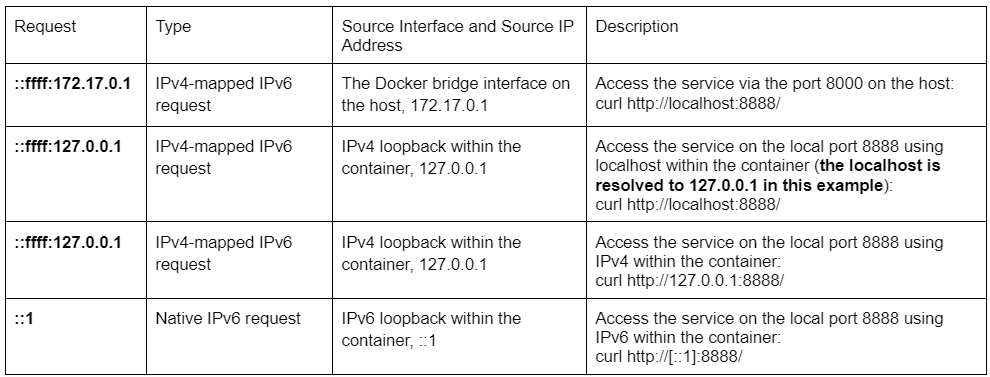 Request
Type
Source Interface and Source IP
Address
Description
::ffff:172.17.0.1
IPv4-mapped IPv6
request
The Docker bridge interface on
the host, 172.17.0.1
Access the service via the port 8000 on the host:
curl http://localhost:8888/
::ffff:127.0.0.1
IPv4-mapped IPv6
request
IPv4 loopback within the
container, 127.0.0.1
Access the service on the local port 8888 using
localhost within the container (the localhost is
resolved to 127.0.0.1 in this example):
curl http://localhost:8888/
::ffff:127.0.0.1
IPv4-mapped IPv6
request
IPv4 loopback within the
container, 127.0.0.1
Access the service on the local port 8888 using
IPv4 within the container:
curl http://127.0.0.1:8888/
::1
Native IPv6 request
IPv6 loopback within the
container, ::1
Access the service on the local port 8888 using
IPv6 within the container:
curl http://[::1]:8888/